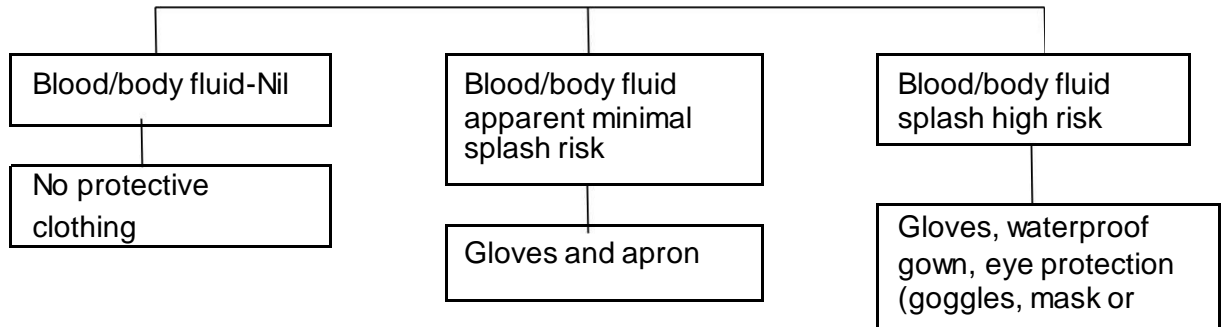 Blood/body fluid-Nil
No protective
clothing
Blood/body fluid
apparent minimal
splash risk
Gloves and apron
Blood/body fluid
splash high risk
Gloves, waterproof
gown, eye protection
(goggles, mask or